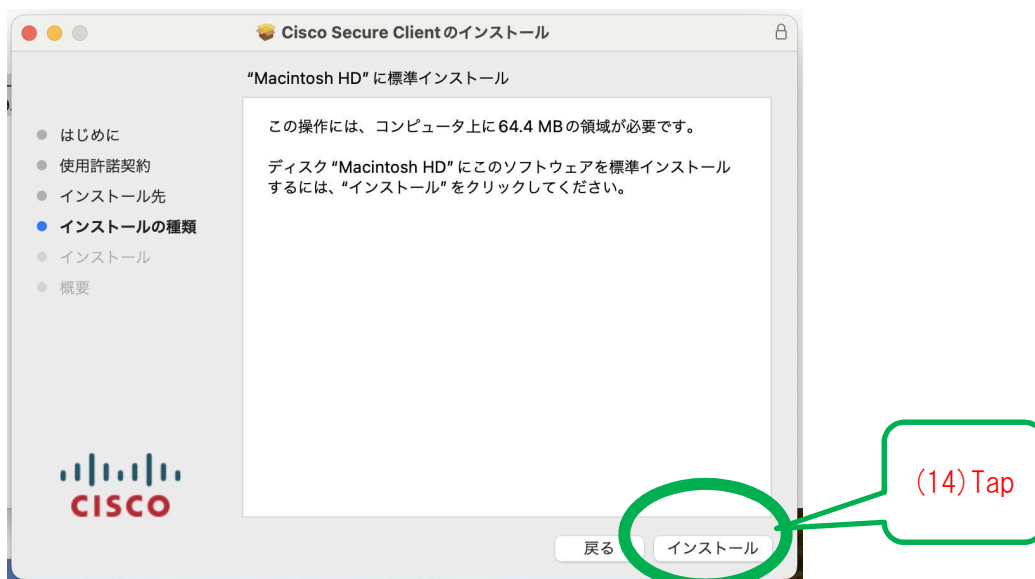 Cisco Secure Clientのインストール
“Macintosh HD” に標準インストール
はじめに
使用許諾契約
インストール先
インストールの種類
インストール
概要
この操作には、コンピュータ上に64.4 MBの領域が必要です。
ディスク “Macintosh HD” にこのソフトウェアを標準インストール
するには、“インストール” をクリックしてください。
CISCO
戻る
インストール
(14)Tap